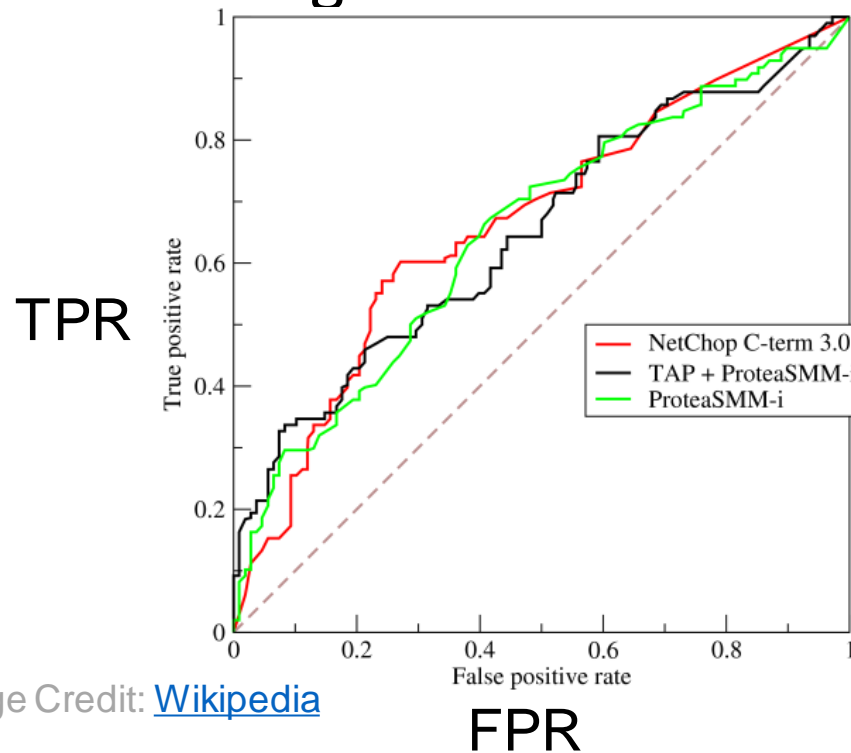 1
0.8
0.6
0.4
0.2
0
True positive rate
TPR
NetChop C-term 3.0
TAP + ProteaSMM-
ProteaSMM-i
0 0.2 0.4 0.6 0.8 1
False positive rate
Credit: Wikipedia
FPR